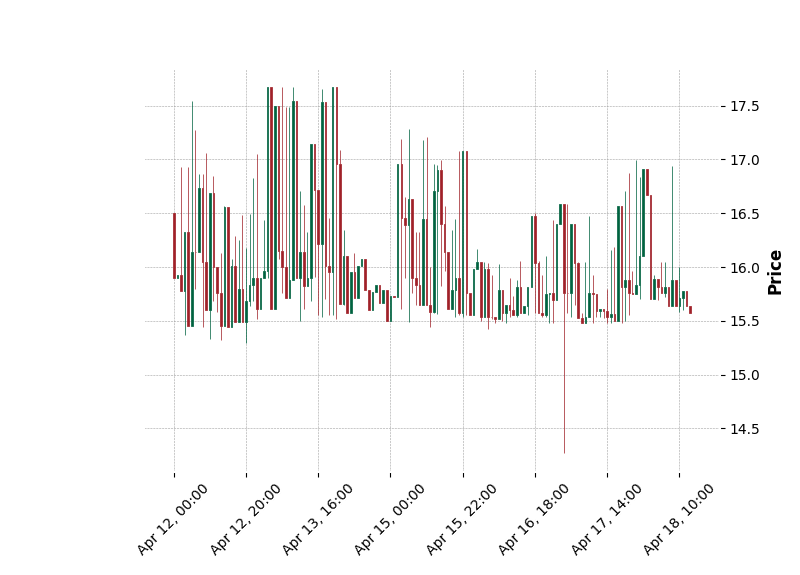 17.5
17.0
16.5
16.0
15.5
15.0
14.5
Price
Apr 12, 00:00
Apr 12, 20:00
Apr 13, 16:00
Apr 15, 00:00
Apr 15, 22:00
Apr 16, 18:00
Apr 17, 14:00
Apr 18, 10:00